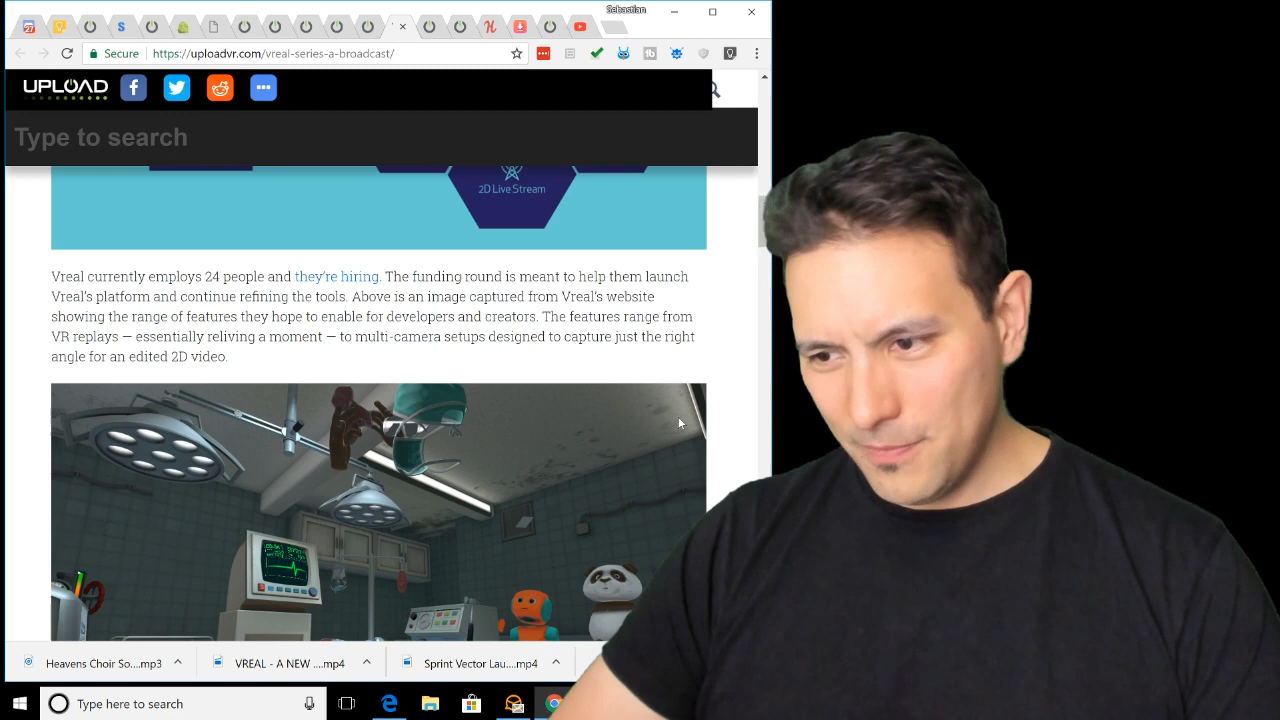 Sebastian
Secure
https://uploadvr.com/vreal-series-a-broadcast/
UPLOAD
Type to search
2D Live Stream
Vreal currently employs 24 people and they're hiring. The funding round is meant to help them launch
Vreal's platform and continue refining the tools. Above is an image captured from Vreal's website
showing the range of features they hope to enable for developers and creators. The features range from
VR replays — essentially reliving a moment — to multi-camera setups designed to capture just the right
angle for an edited 2D video.
Heavens Choir So....mp3
VREAL - A NEW ....mp4
Sprint Vector Lau....mp4
Type here to search